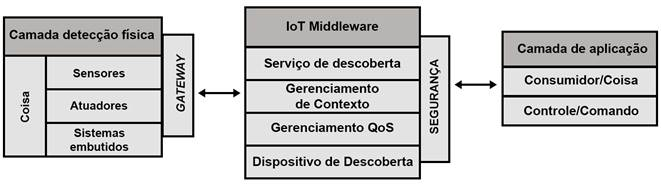 Camada detecção física
Coisa
Sensores
Atuadores
Sistemas
embutidos
GATEWAY
IoT Middleware
Serviço de descoberta
Gerenciamento
de Contexto
Gerenciamento QoS
Dispositivo de Descoberta
SEGURANÇA
Camada de aplicação
Consumidor/Coisa
Controle/Comando